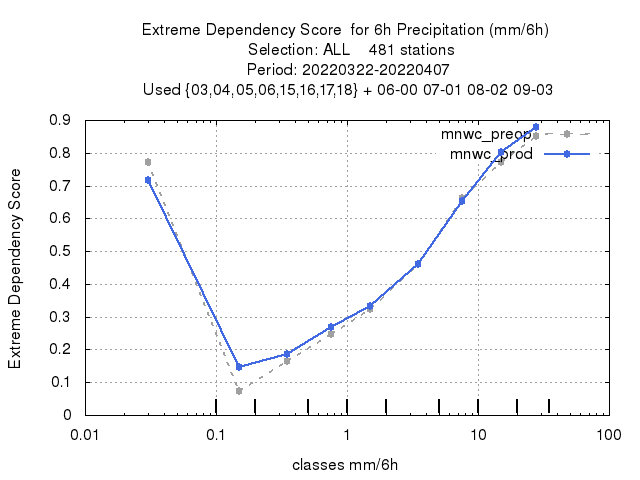 Extreme Dependency Score  for 6h Precipitation (mm/6h)
Selection: ALL    481 stations
Period: 20220322-20220407
Used {03,04,05,06,15,16,17,18} + 06-00 07-01 08-02 09-03
0.9
0.8
0.7
0.6
0.5
0.4
0.3
0.2
0.1
0
Extreme Dependency Score
mnwc_preop
mnwc_prod
0.01 0.1 1 10 100
classes mm/6h